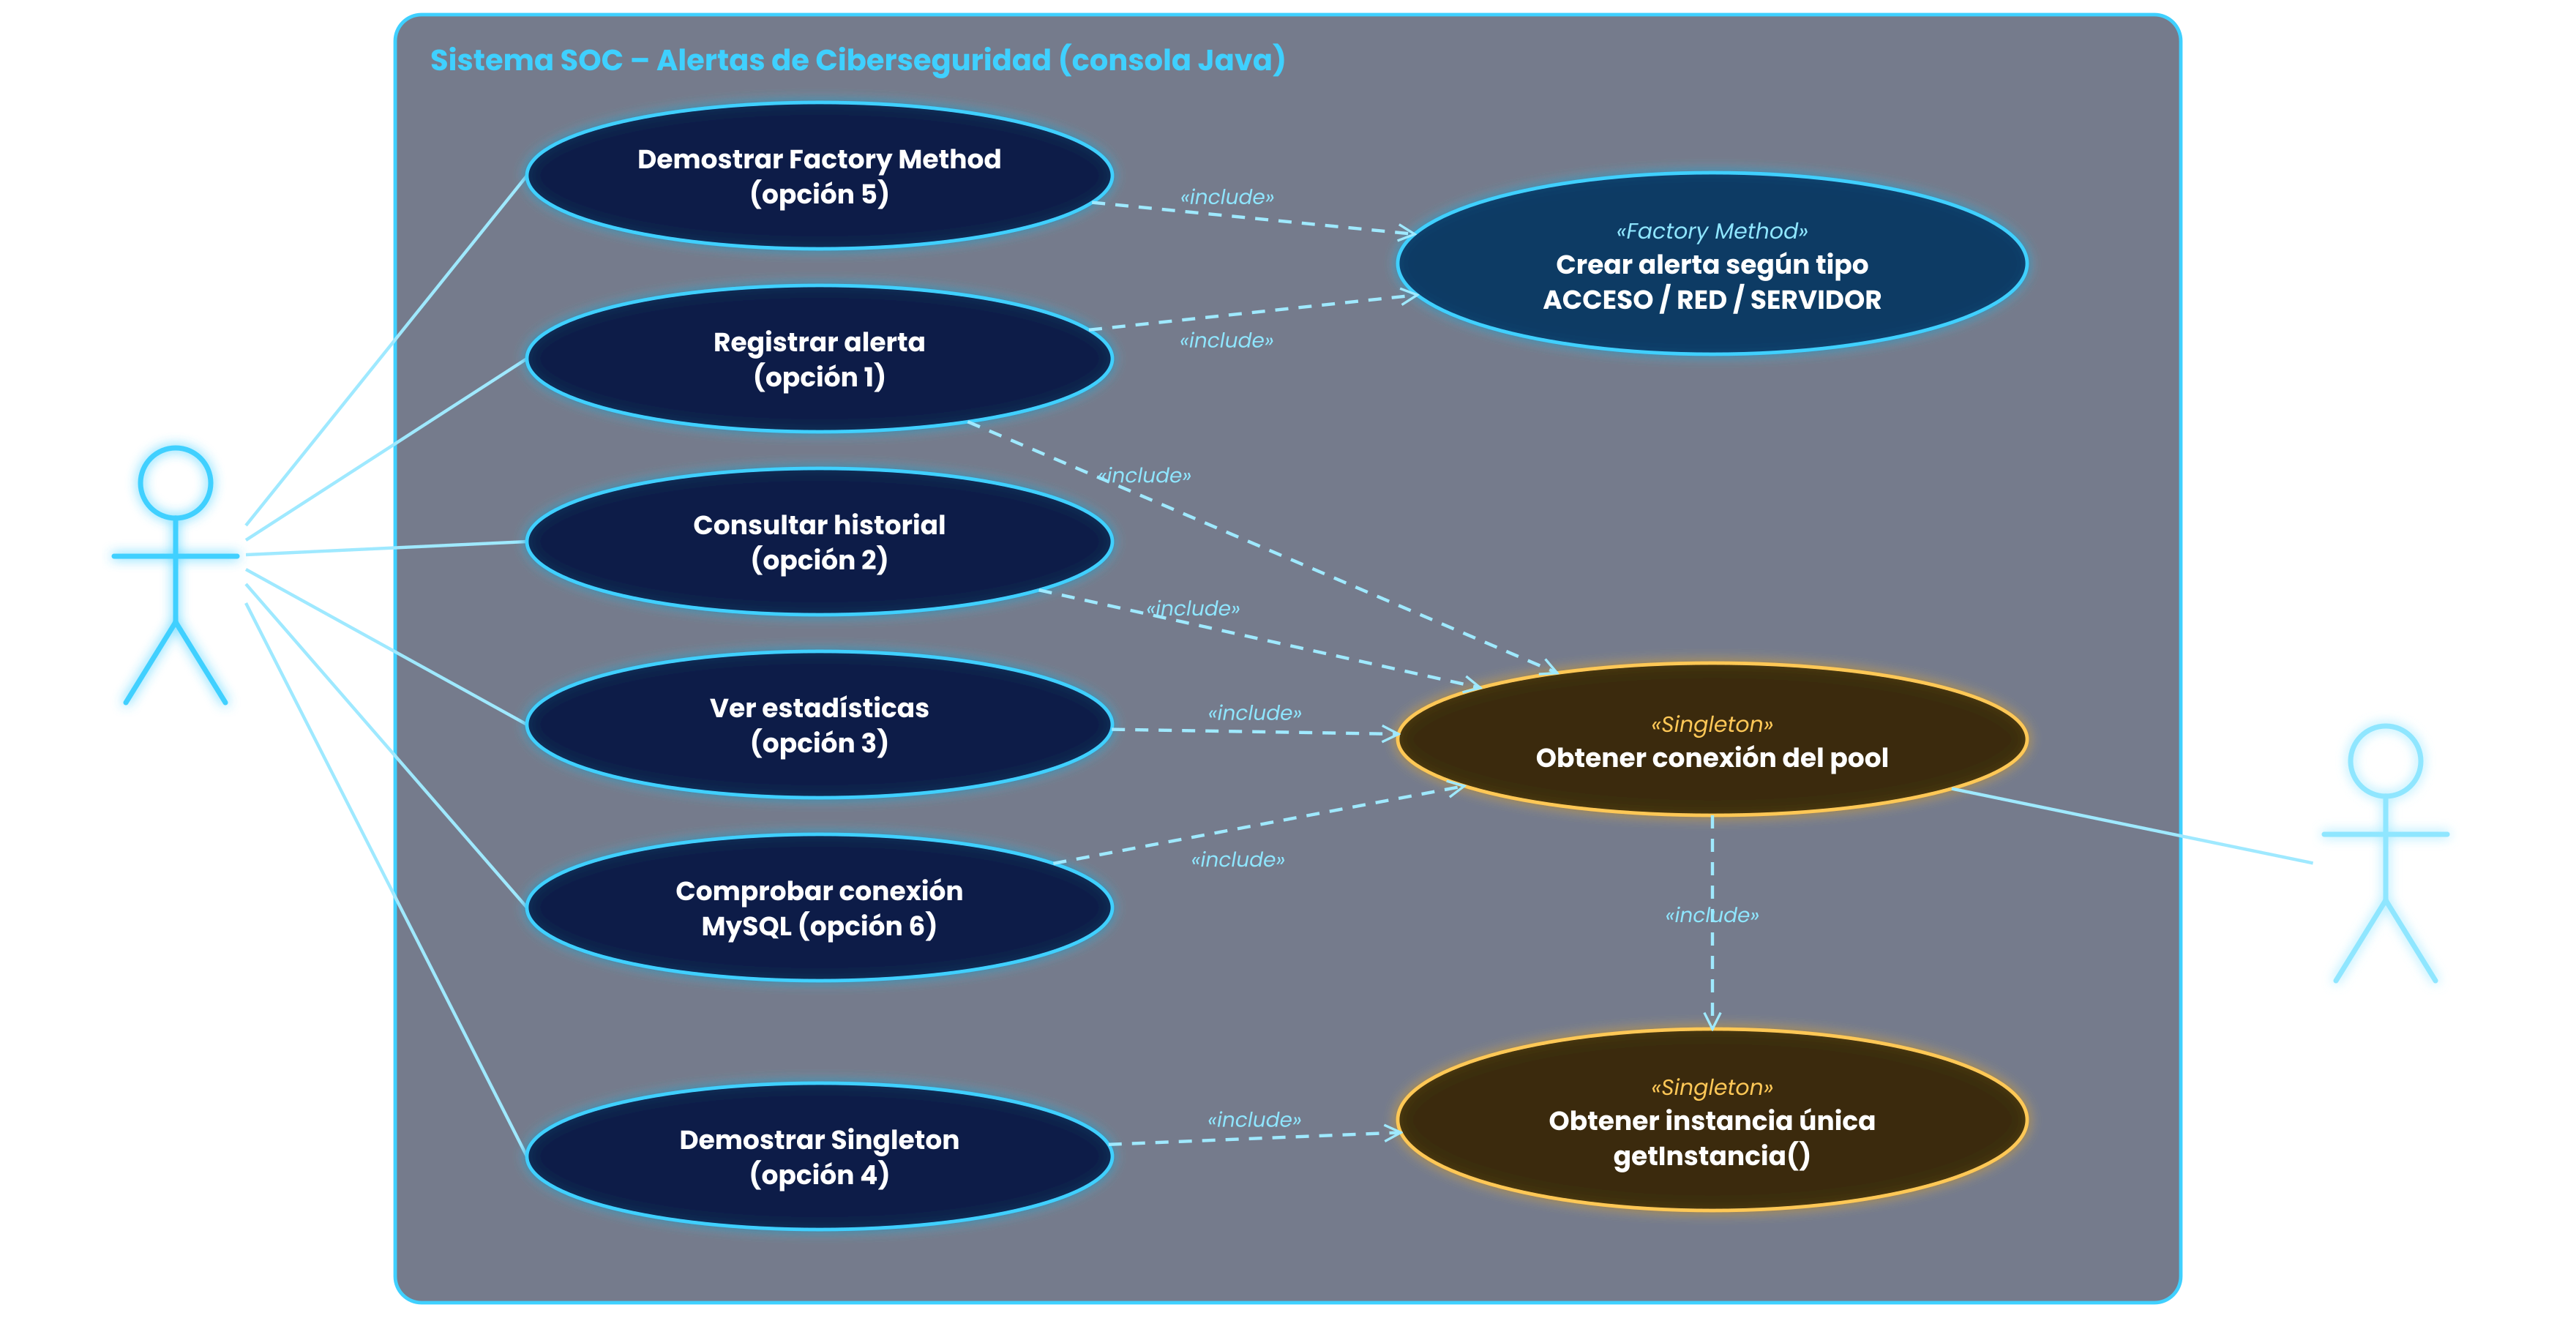 Sistema SOC – Alertas de Ciberseguridad (consola Java)
Demostrar Factory Method
(opción 5)
«include»
«Factory Method»
Crear alerta según tipo
ACCESO / RED / SERVIDOR
Registrar alerta
(opción 1)
«include»
«include»
Consultar historial
(opción 2)
«include»
Ver estadísticas
(opción 3)
«include»
«Singleton»
Obtener conexión del pool
Comprobar conexión
MySQL (opción 6)
«include»
«include»
Demostrar Singleton
(opción 4)
«include»
«Singleton»
Obtener instancia única
getInstancia()